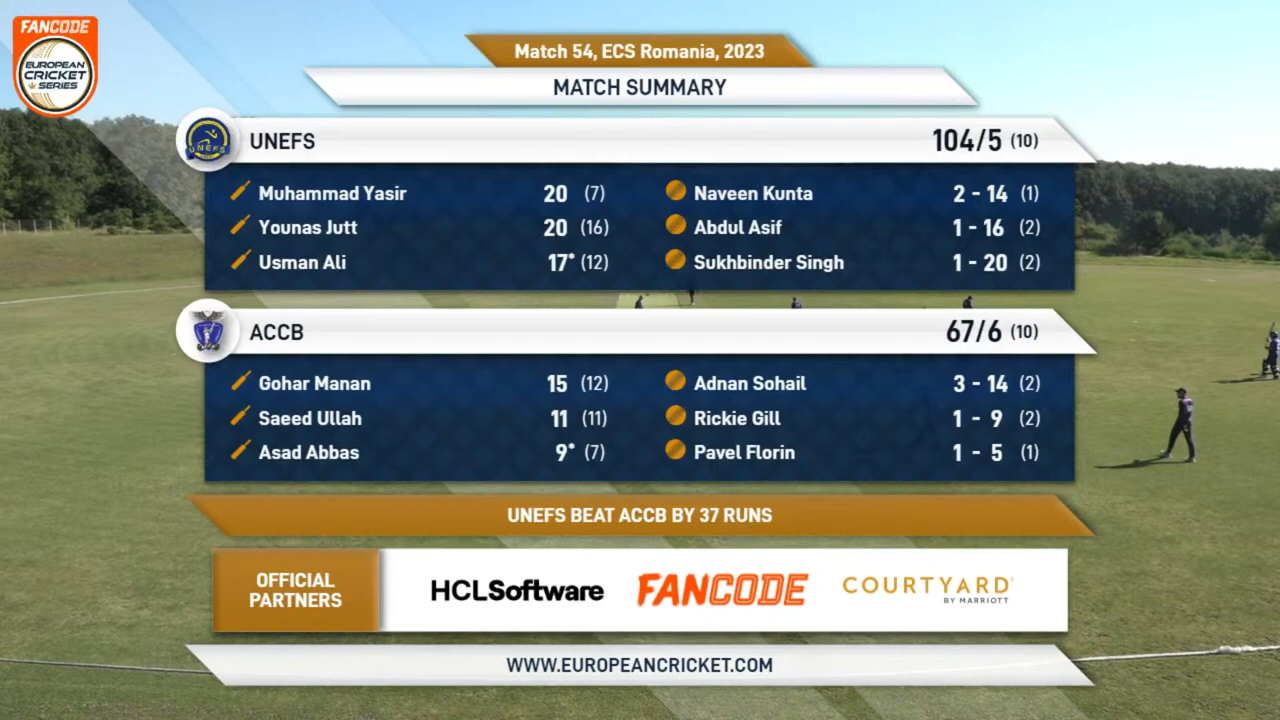 FANCODE
EUROPEAN
CRICKET
SERIES
Match 54, ECS Romania, 2023
MATCH SUMMARY
UNEFS
UNEFS 104/5 (10)
Muhammad Yasir 20 (7) Naveen Kunta 2 - 14 (1)
Younas Jutt 20 (16) Abdul Asif 1 - 16 (2)
Usman Ali 17* (12) Sukhbinder Singh 1 - 20 (2)
ACCB 67/6 (10)
Gohar Manan 15 (12) Adnan Sohail 3 - 14 (2)
Saeed Ullah 11 (11) Rickie Gill 1 - 9 (2)
Asad Abbas 9* (7) Pavel Florin 1 - 5 (1)
UNEFS BEAT ACCB BY 37 RUNS
OFFICIAL
PARTNERS
HCLSoftware FANCODE COURTYARD
BY MARRIOTT
WWW.EUROPEANCRICKET.COM